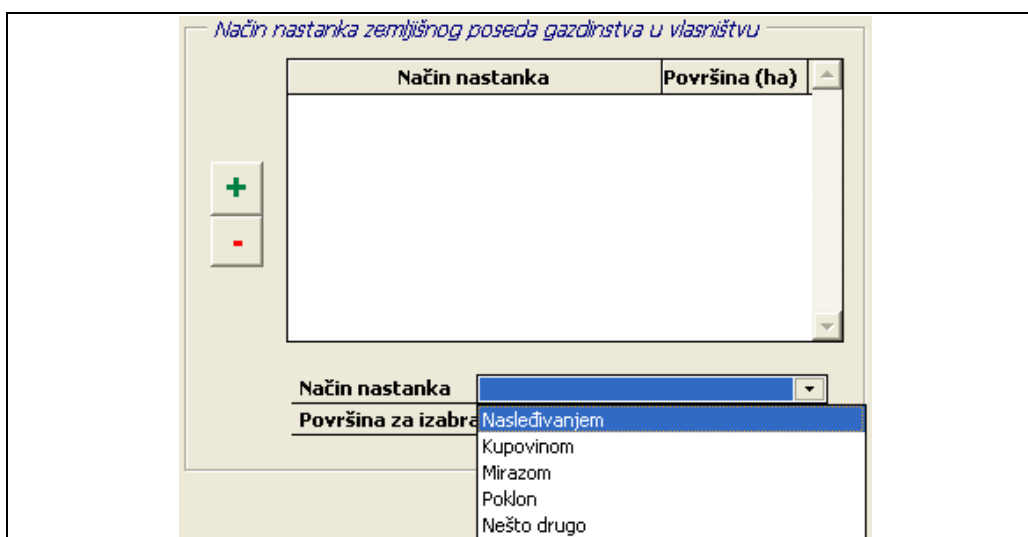 Način nastanka zemljišnog poseda gazdinstva u vlasništvu
Način nastanka Površina (ha)
+
-
Način nastanka
Površina za izabra
Nasleđivanjem
Kupovinom
Mirazom
Poklon
Nešto drugo